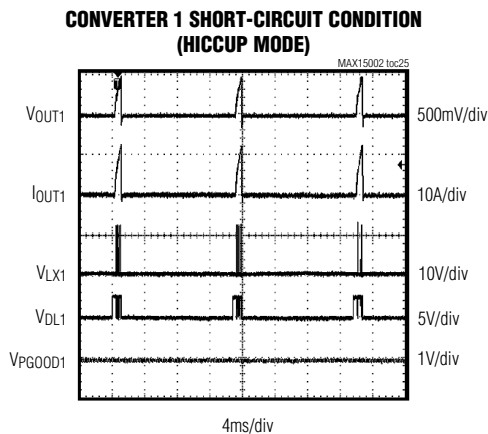 CONVERTER 1 SHORT-CIRCUIT CONDITION
(HICCUP MODE)
MAX15002 toc25
VOUT1
500mV/div
IOUT1
10A/div
VLX1
10V/div
VDL1
5V/div
VPGOOD1
1V/div
4ms/div